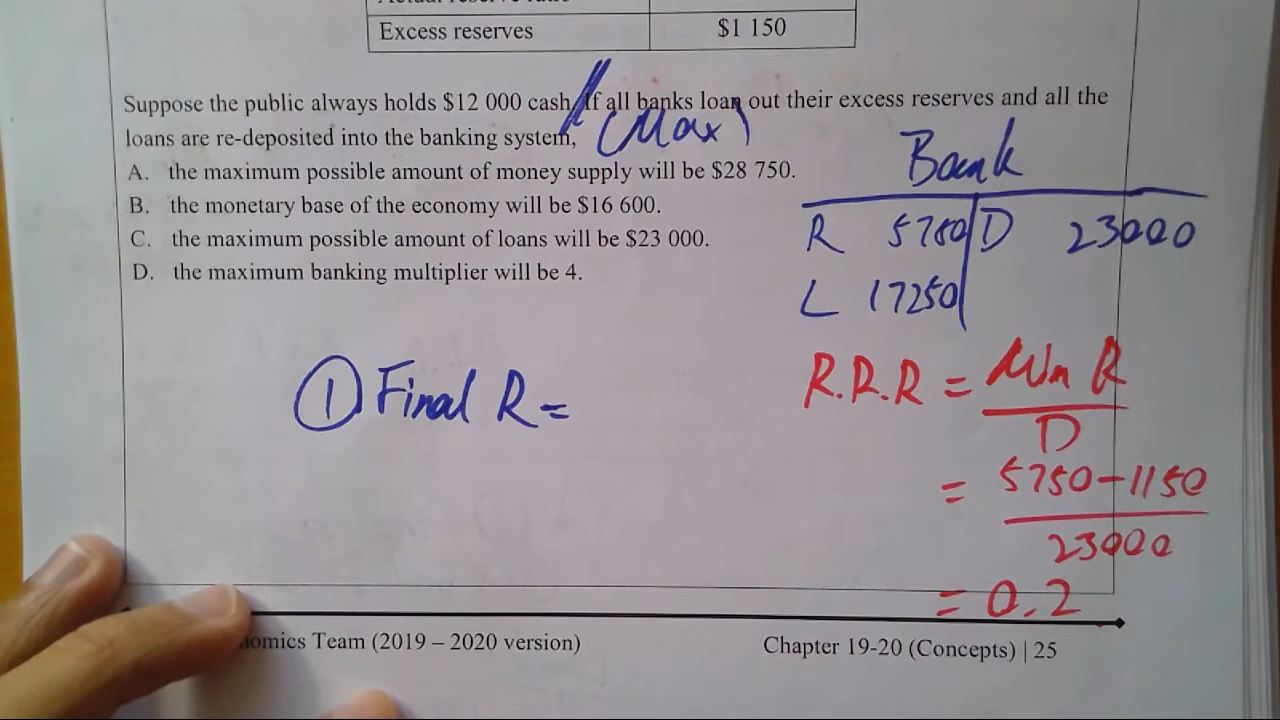 Excess reserves $1 150
Suppose the public always holds $12 000 cash. If all banks loan out their excess reserves and all the
loans are re-deposited into the banking system,
(Max)
A. the maximum possible amount of money supply will be $28 750.
B. the monetary base of the economy will be $16 600.
C. the maximum possible amount of loans will be $23 000.
D. the maximum banking multiplier will be 4.
Bank
R 5750 D 23000
L 17250
① Final R =
R.R.R = Min R
D
= 5750-1150
23000
= 0.2
nomics Team (2019 – 2020 version) Chapter 19-20 (Concepts) | 25